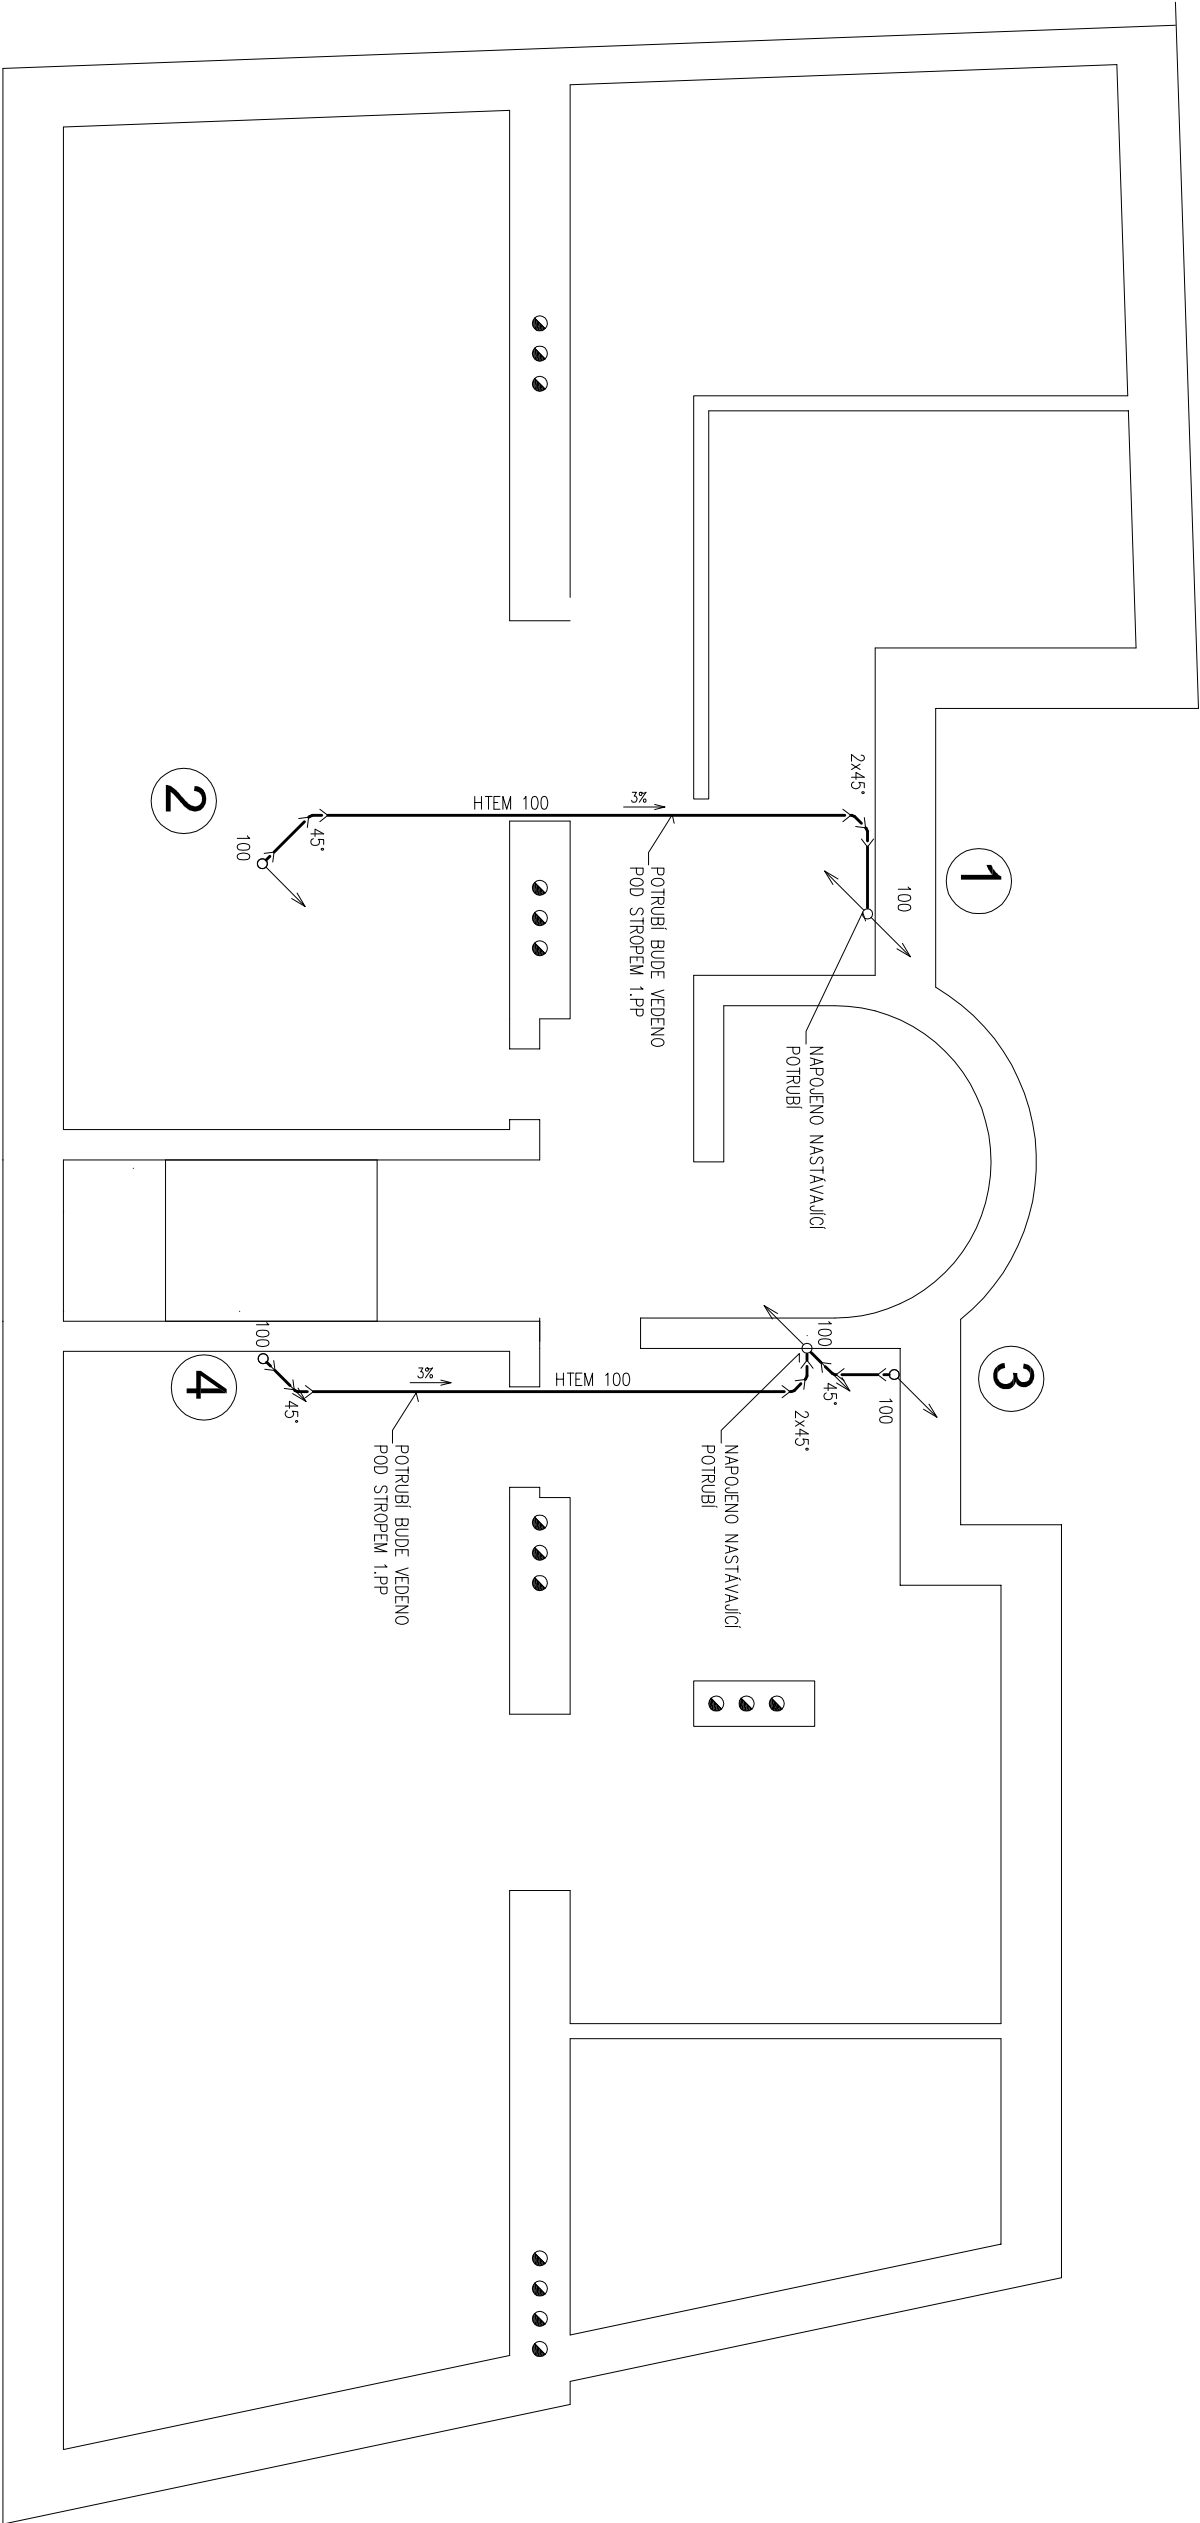 1
100
2x45°
NAPOJENO NASTÁVAJÍCÍ
POTRUBÍ
3%
HTEM 100
POTRUBÍ BUDE VEDENO
POD STROPEM 1.PP
45°
100
2
3
100
45°
100
2x45°
NAPOJENO NASTÁVAJÍCÍ
POTRUBÍ
HTEM 100
3%
POTRUBÍ BUDE VEDENO
POD STROPEM 1.PP
100
45°
4